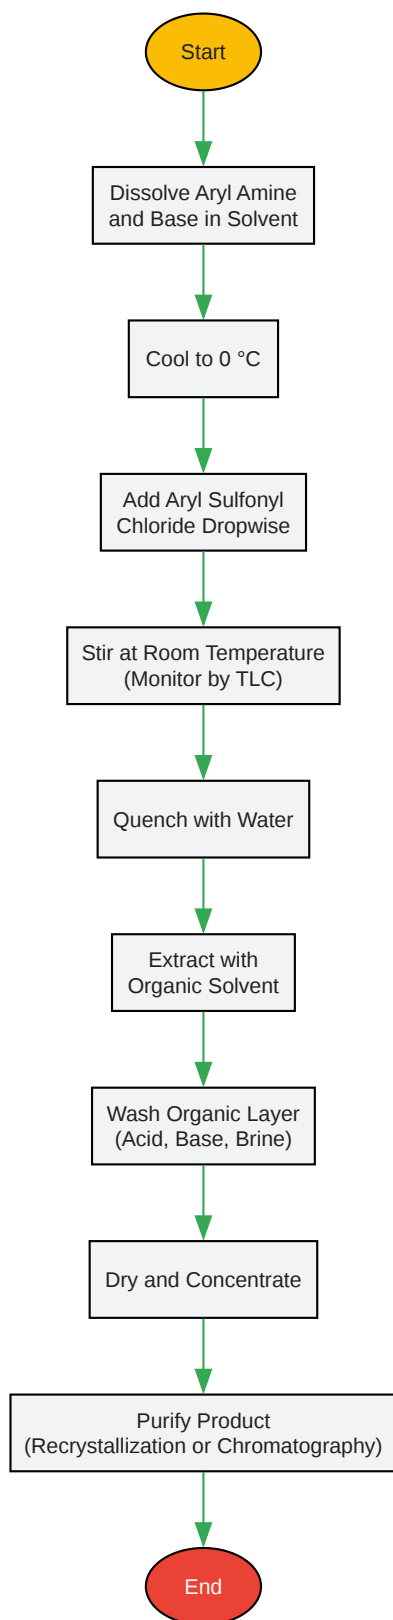 Start
Dissolve Aryl Amine
and Base in Solvent
Cool to 0 °C
Add Aryl Sulfonyl
Chloride Dropwise
Stir at Room Temperature
(Monitor by TLC)
Quench with Water
Extract with
Organic Solvent
Wash Organic Layer
(Acid, Base, Brine)
Dry and Concentrate
Purify Product
(Recrystallization or Chromatography)
End